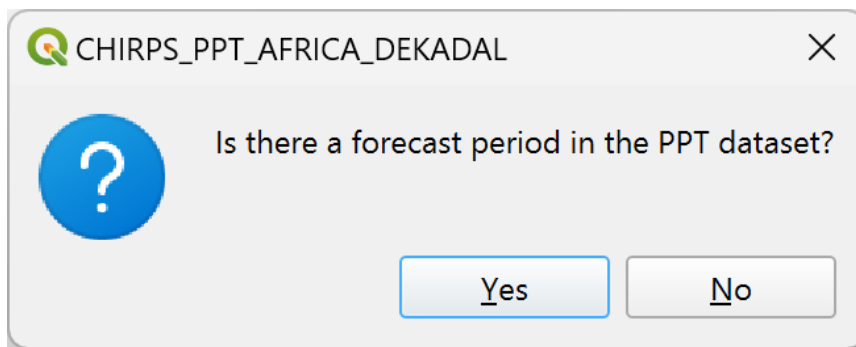 CHIRPS_PPT_AFRICA_DEKADAL
Is there a forecast period in the PPT dataset?
Yes
No